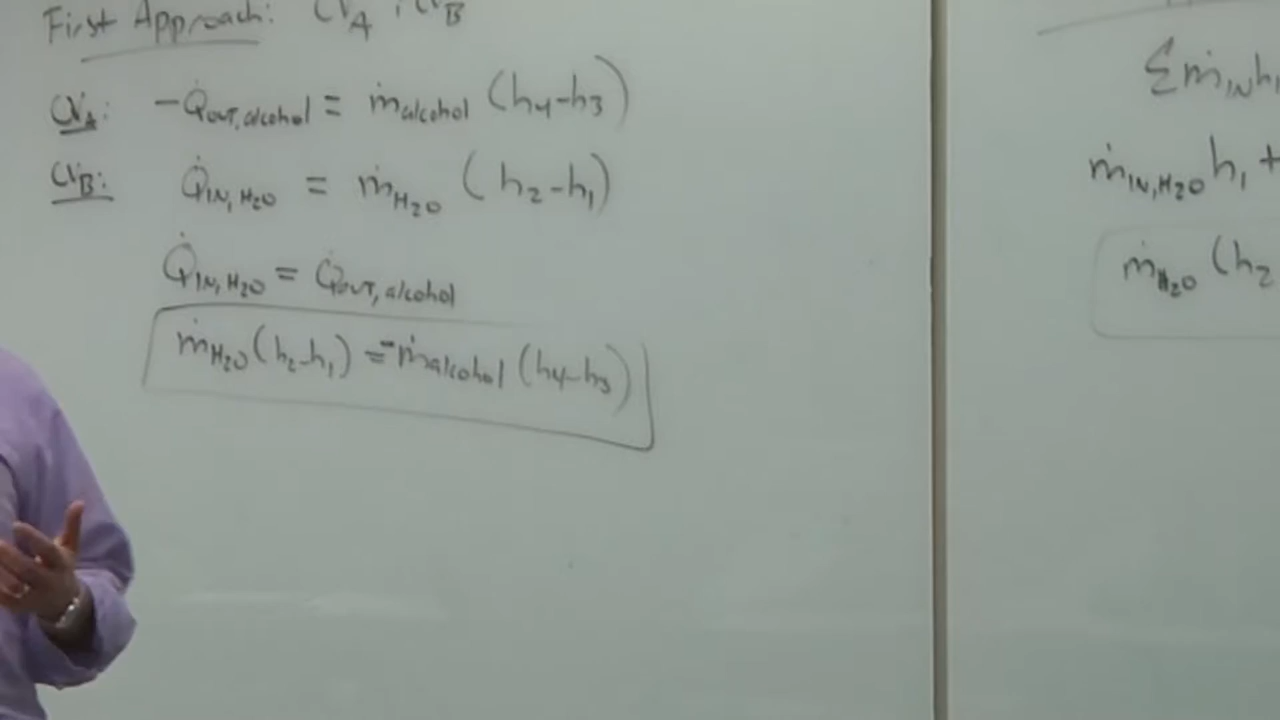 First Approach: CV_A ; CV_B
CV_A: -Q̇_out,alcohol = ṁ_alcohol (h4-h3)
CV_B: Q̇_IN,H2O = ṁ_H2O (h2-h1)
Q̇_IN,H2O = Q̇_OUT,alcohol
ṁ_H2O (h2-h1) = -ṁ_alcohol (h4-h3)
Σṁ_IN h
ṁ_IN,H2O h1 +
ṁ_H2O (h2